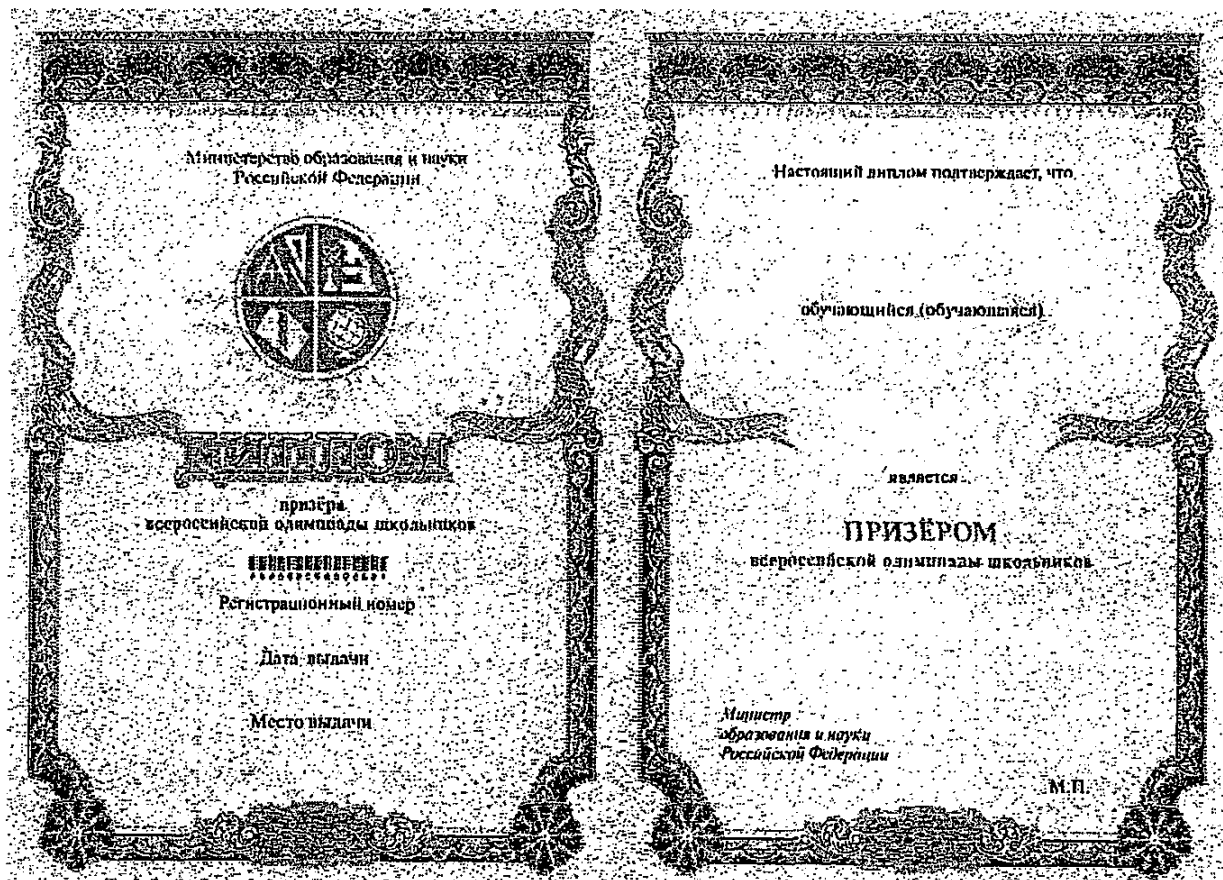 Министерство образования и науки
Российской Федерации
ДИПЛОМ
призёра
всероссийской олимпиады школьников
Регистрационный номер
Дата выдачи
Место выдачи
Настоящий диплом подтверждает, что
обучающийся (обучающаяся)
является
ПРИЗЁРОМ
всероссийской олимпиады школьников
Министр
образования и науки
Российской Федерации
М.П.